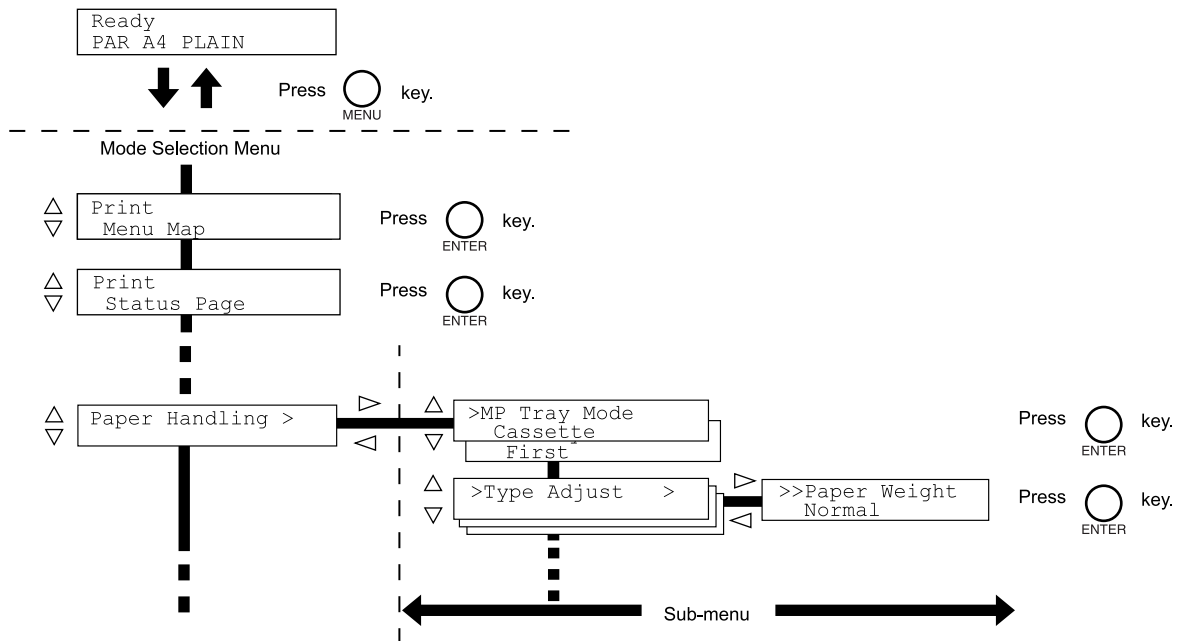 Ready
PAR A4 PLAIN
Press MENU key.
Mode Selection Menu
Print
Menu Map
Press ENTER key.
Print
Status Page
Press ENTER key.
Paper Handling >
>MP Tray Mode
Cassette
First
Press ENTER key.
>Type Adjust >
>>Paper Weight
Normal
Press ENTER key.
Sub-menu